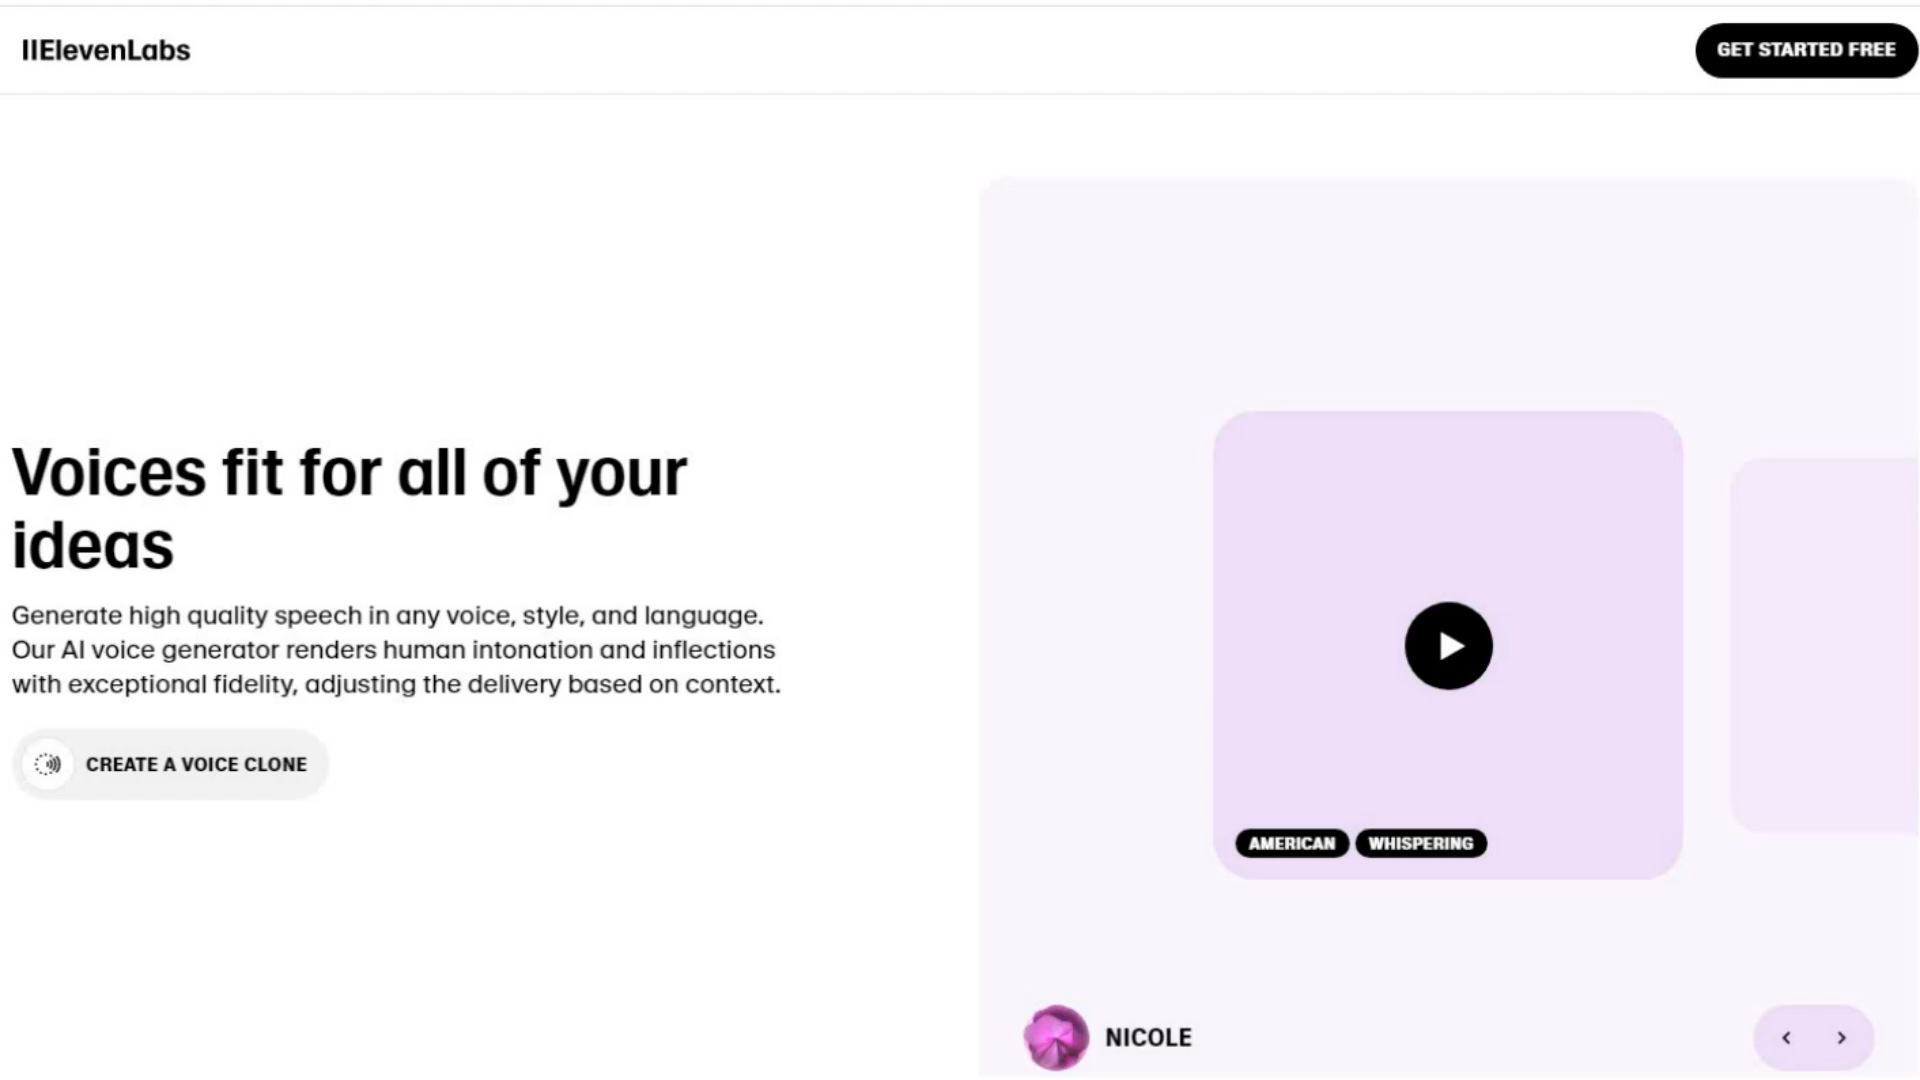 IIElevenLabs
GET STARTED FREE
Voices fit for all of your
ideas
Generate high quality speech in any voice, style, and language.
Our AI voice generator renders human intonation and inflections
with exceptional fidelity, adjusting the delivery based on context.
CREATE A VOICE CLONE
AMERICAN WHISPERING
NICOLE